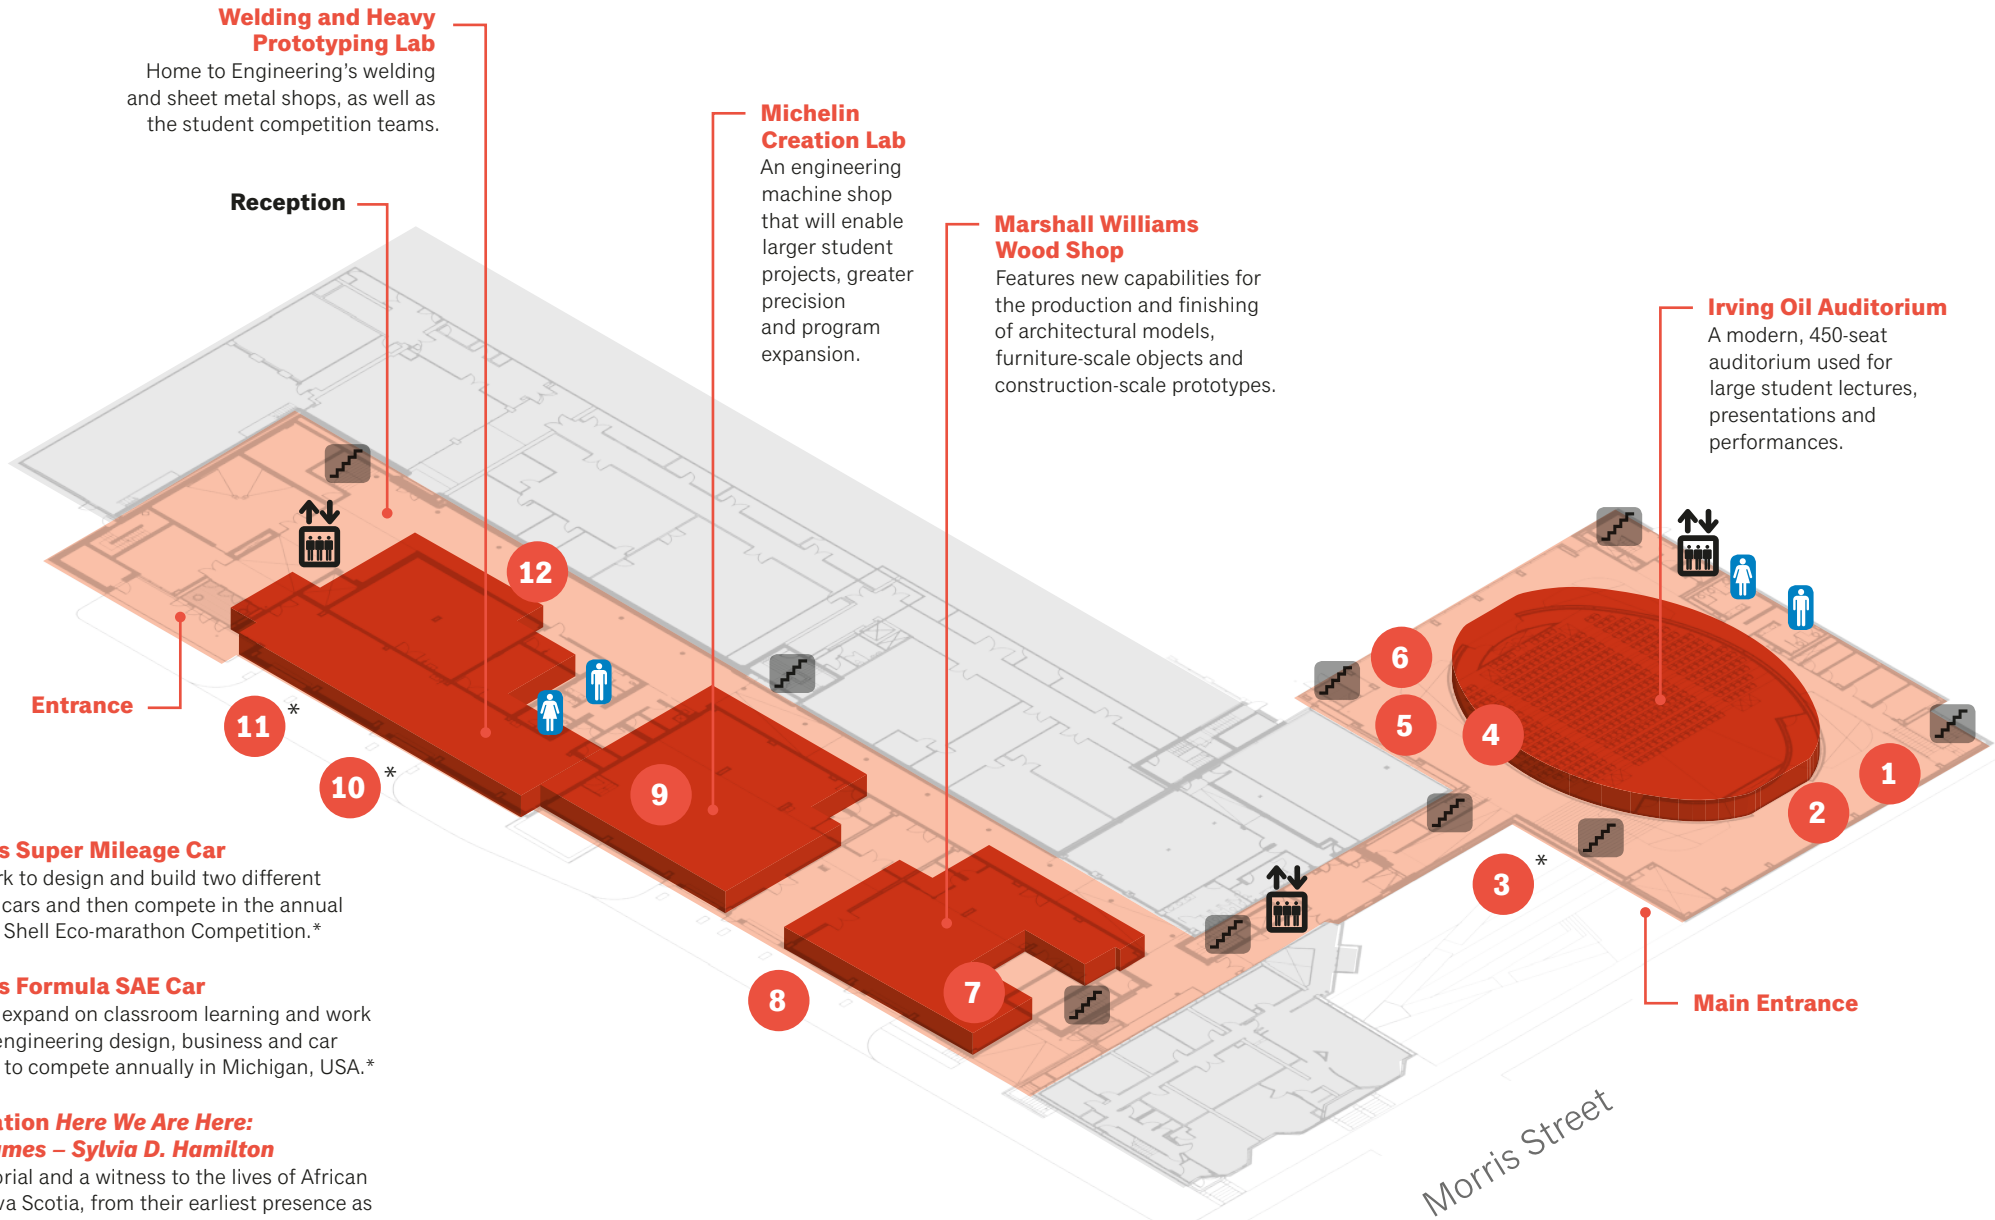 Welding and Heavy
Prototyping Lab
Home to Engineering's welding
and sheet metal shops, as well as
the student competition teams.
Reception
Michelin
Creation Lab
An engineering
machine shop
that will enable
larger student
projects, greater
precision
and program
expansion.
Marshall Williams
Wood Shop
Features new capabilities for
the production and finishing
of architectural models,
furniture-scale objects and
construction-scale prototypes.
Irving Oil Auditorium
A modern, 450-seat
auditorium used for
large student lectures,
presentations and
performances.
12
6
5
4
1
2
3 *
Entrance
11 *
10 *
9
8
7
Main Entrance
Morris Street
s Super Mileage Car
rk to design and build two different
cars and then compete in the annual
Shell Eco-marathon Competition.*
s Formula SAE Car
expand on classroom learning and work
engineering design, business and car
to compete annually in Michigan, USA.*
ation Here We Are Here:
mes – Sylvia D. Hamilton
orial and a witness to the lives of African
va Scotia, from their earliest presence as